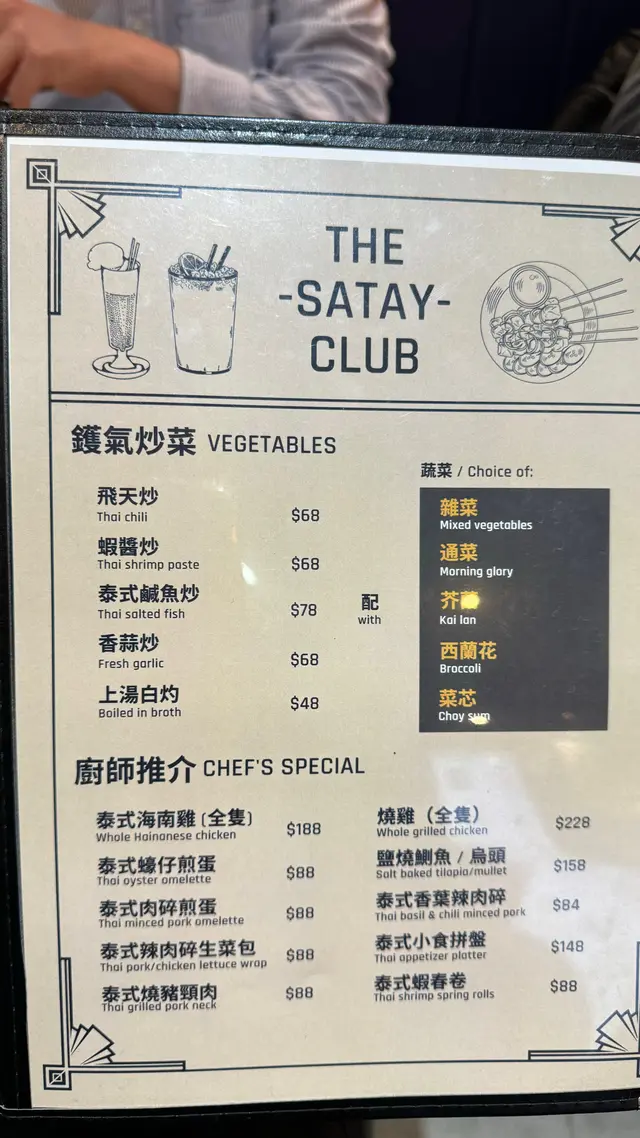 THE
-SATAY-
CLUB
鑊氣炒菜 VEGETABLES
飛天炒
Thai chili $68
蝦醬炒
Thai shrimp paste $68
泰式鹹魚炒
Thai salted fish $78
香蒜炒
Fresh garlic $68
上湯白灼
Boiled in broth $48
配
with
蔬菜 / Choice of:
雜菜
Mixed vegetables
通菜
Morning glory
芥
Kai lan
西蘭花
Broccoli
菜芯
Choy sum
廚師推介 CHEF'S SPECIAL
泰式海南雞 (全隻)
Whole Hainanese chicken $188
泰式蠔仔煎蛋
Thai oyster omelette $88
泰式肉碎煎蛋
Thai minced pork omelette $88
泰式辣肉碎生菜包
Thai pork/chicken lettuce wrap $88
泰式燒豬頸肉
Thai grilled pork neck $88
燒雞（全隻）
Whole grilled chicken $228
鹽燒鯽魚 / 烏頭
Salt baked tilapia/mullet $158
泰式香葉辣肉碎
Thai basil & chili minced pork $84
泰式小食拼盤
Thai appetizer platter $148
泰式蝦春卷
Thai shrimp spring rolls $88